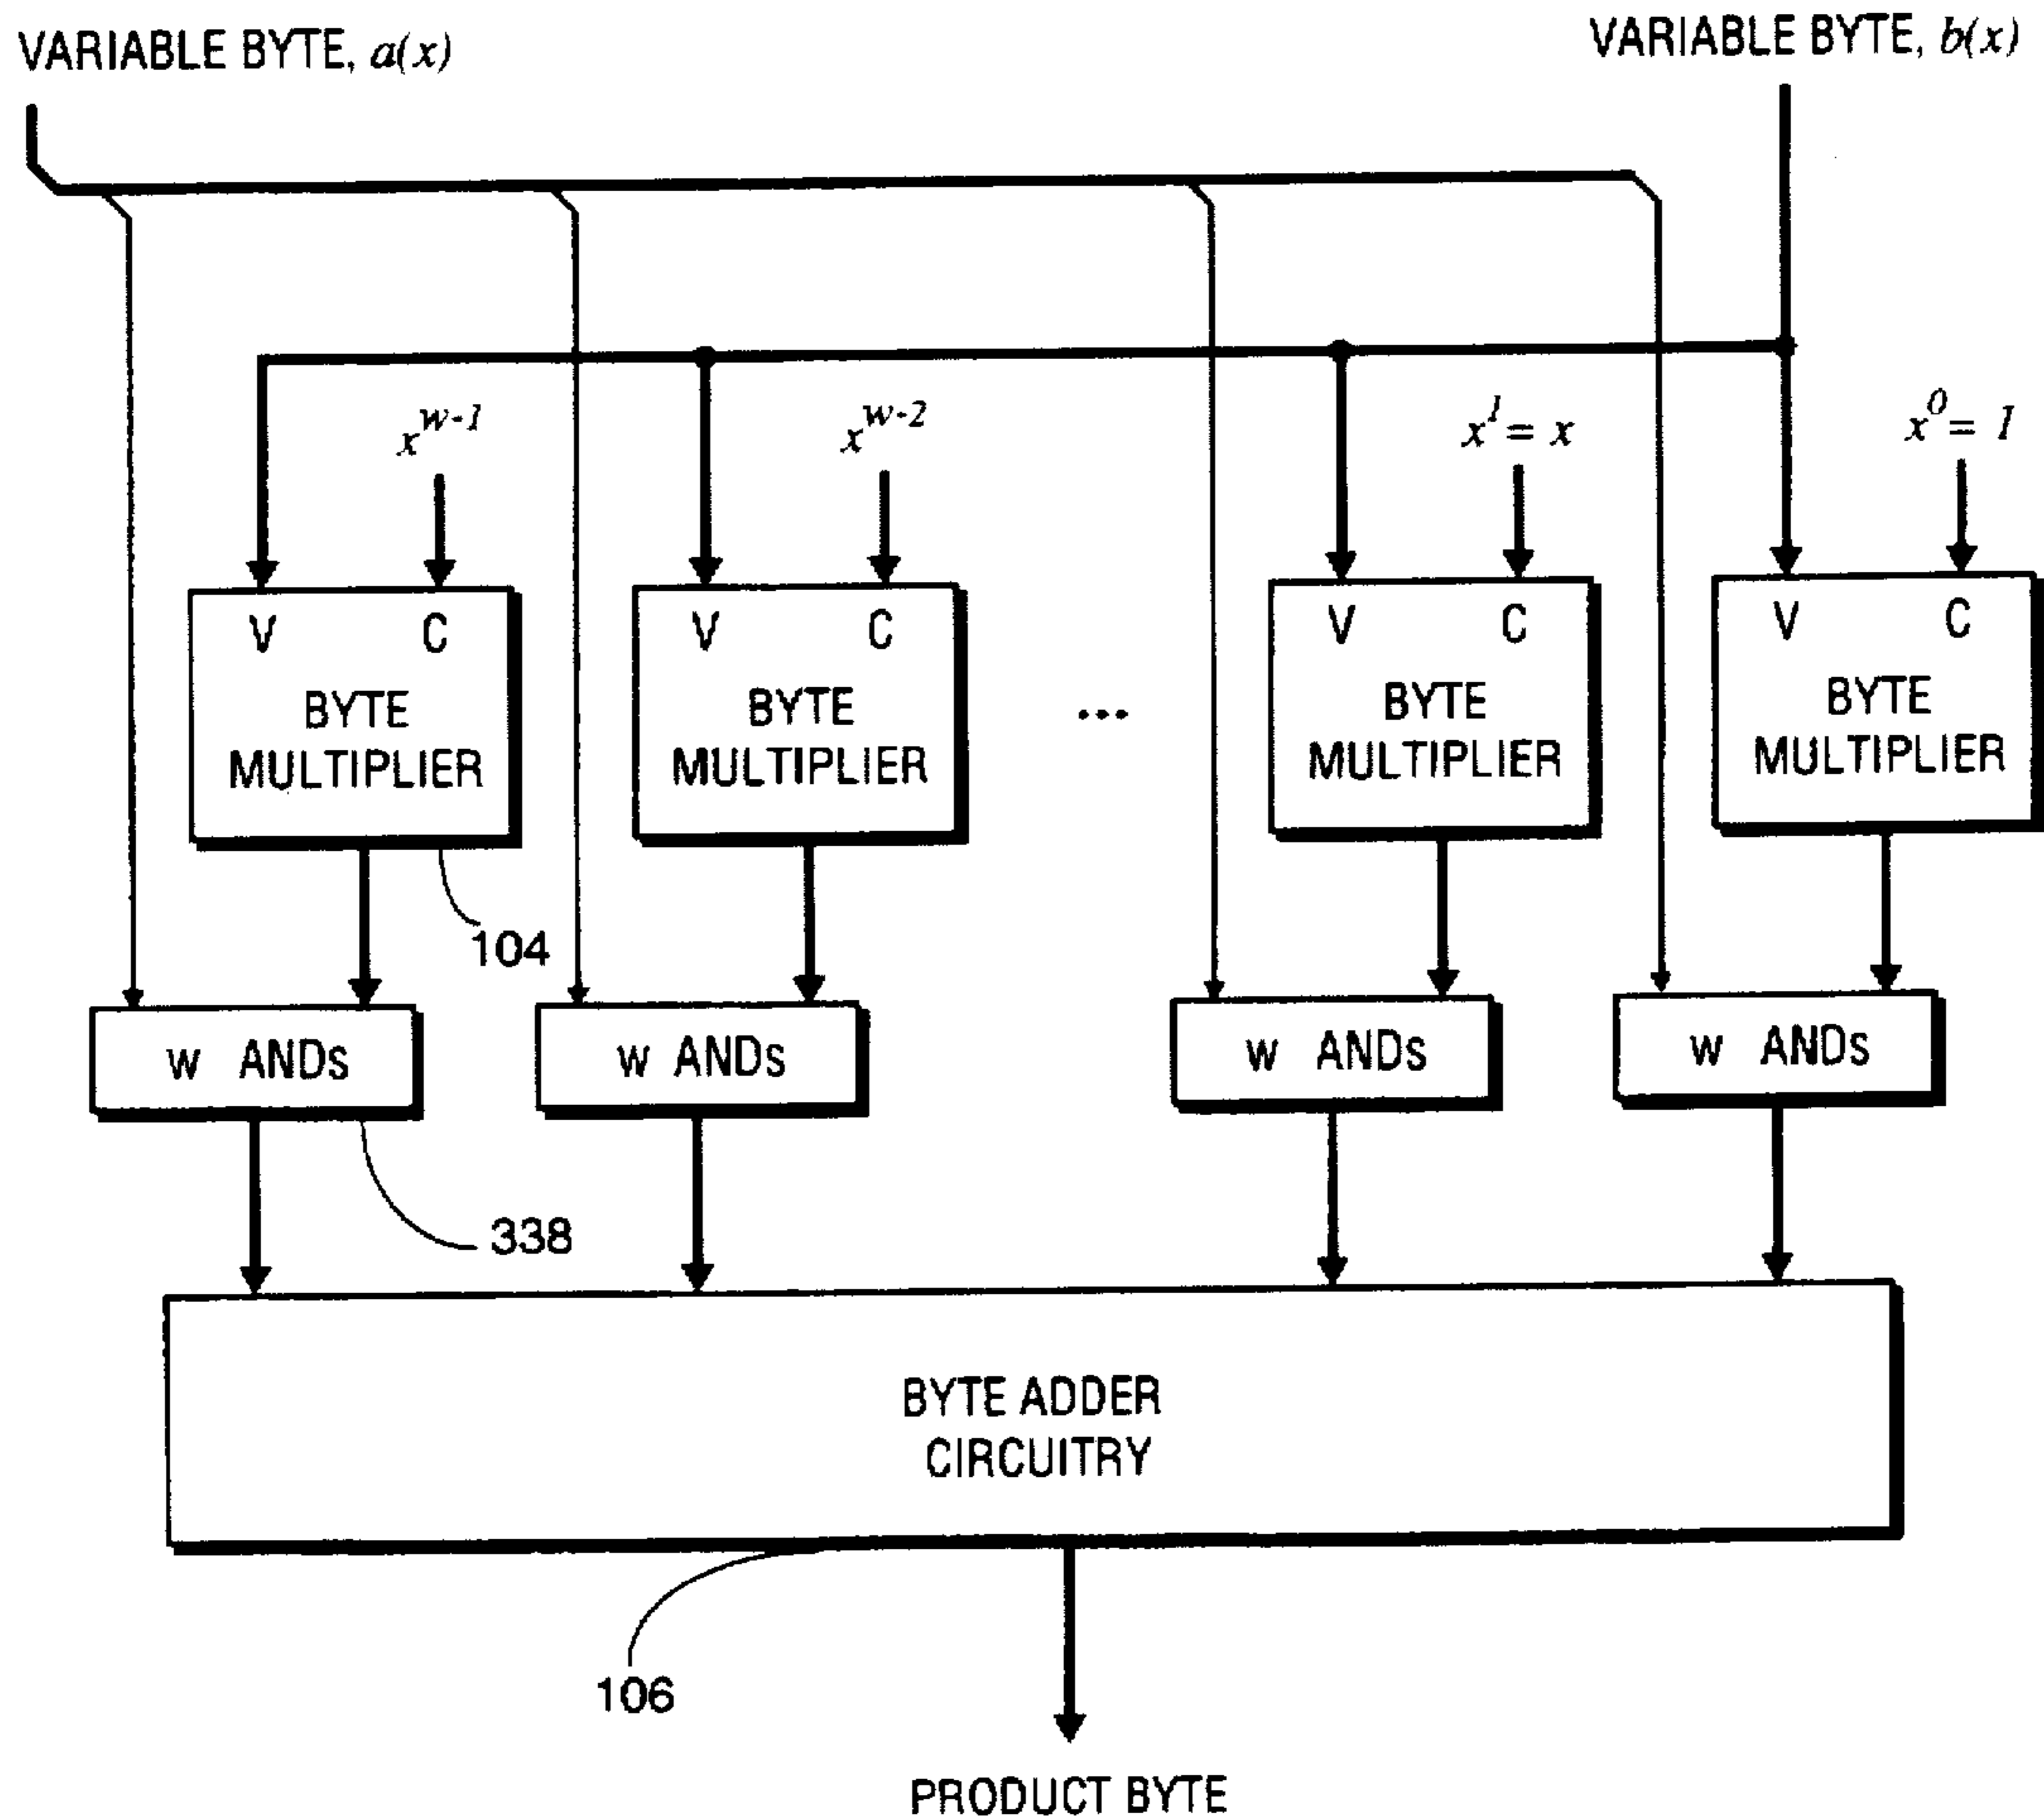 VARIABLE BYTE, a(x)
VARIABLE BYTE, b(x)
x^{w-1}
x^{w-2}
x^1 = x
x^0 = 1
V C
BYTE
MULTIPLIER
V C
BYTE
MULTIPLIER
...
V C
BYTE
MULTIPLIER
V C
BYTE
MULTIPLIER
104
w ANDs
w ANDs
w ANDs
w ANDs
338
BYTE ADDER
CIRCUITRY
106
PRODUCT BYTE